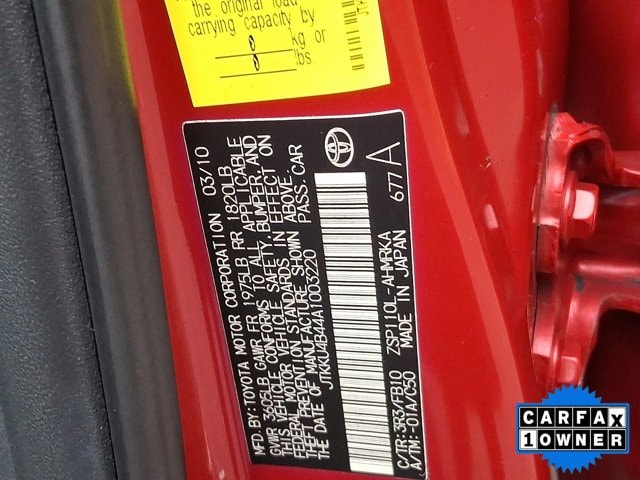 the original load
carrying capacity by
kg or
lbs.
MFD.BY:TOYOTA MOTOR CORPORATION 03/10
GVWR 3665LB GAWR FR 1975LB RR 1820LB
THIS VEHICLE CONFORMS TO ALL APPLICABLE
FEDERAL MOTOR VEHICLE SAFETY, BUMPER, AND
THEFT PREVENTION STANDARDS IN EFFECT ON
THE DATE OF MANUFACTURE SHOWN ABOVE.
JTKKU4B44A1003220 PASS.CAR
C/TR:3R3/FB10 ZSP110L-AHMRKA
A/TM:-01A/C50 MADE IN JAPAN 677 A
CARFAX
1 OWNER